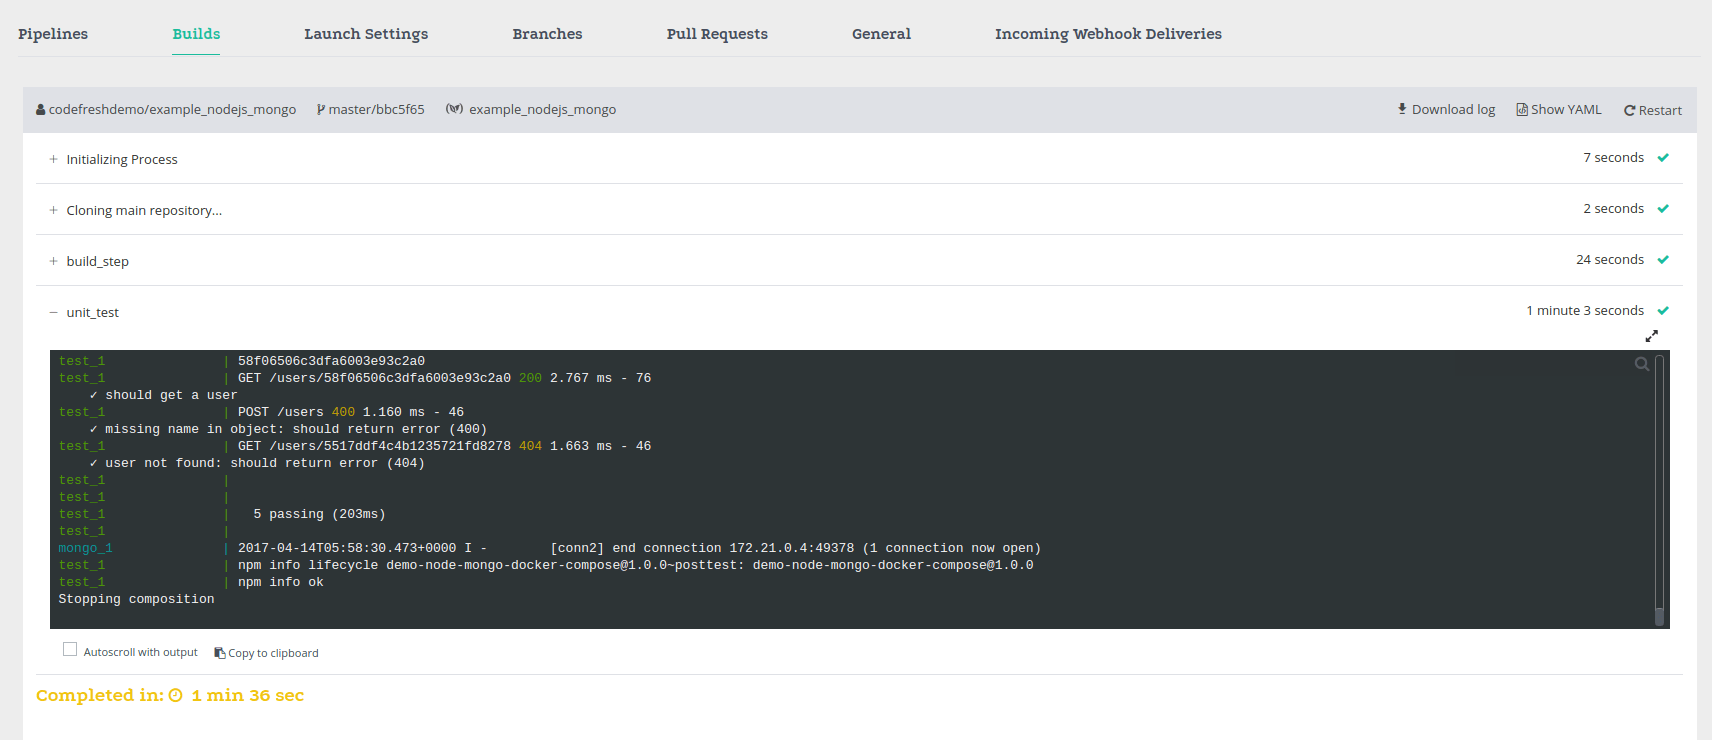 Pipelines Builds Launch Settings Branches Pull Requests General Incoming Webhook Deliveries
codefreshdemo/example_nodejs_mongo master/bbc5f65 example_nodejs_mongo Download log Show YAML Restart
+ Initializing Process 7 seconds ✔
+ Cloning main repository... 2 seconds ✔
+ build_step 24 seconds ✔
− unit_test 1 minute 3 seconds ✔
test_1 | 58f06506c3dfa6003e93c2a0
test_1 | GET /users/58f06506c3dfa6003e93c2a0 200 2.767 ms - 76
✓ should get a user
test_1 | POST /users 400 1.160 ms - 46
✓ missing name in object: should return error (400)
test_1 | GET /users/5517ddf4c4b1235721fd8278 404 1.663 ms - 46
✓ user not found: should return error (404)
test_1 |
test_1 |
test_1 | 5 passing (203ms)
test_1 |
mongo_1 | 2017-04-14T05:58:30.473+0000 I - [conn2] end connection 172.21.0.4:49378 (1 connection now open)
test_1 | npm info lifecycle demo-node-mongo-docker-compose@1.0.0~posttest: demo-node-mongo-docker-compose@1.0.0
test_1 | npm info ok
Stopping composition
Autoscroll with output Copy to clipboard
Completed in: 1 min 36 sec